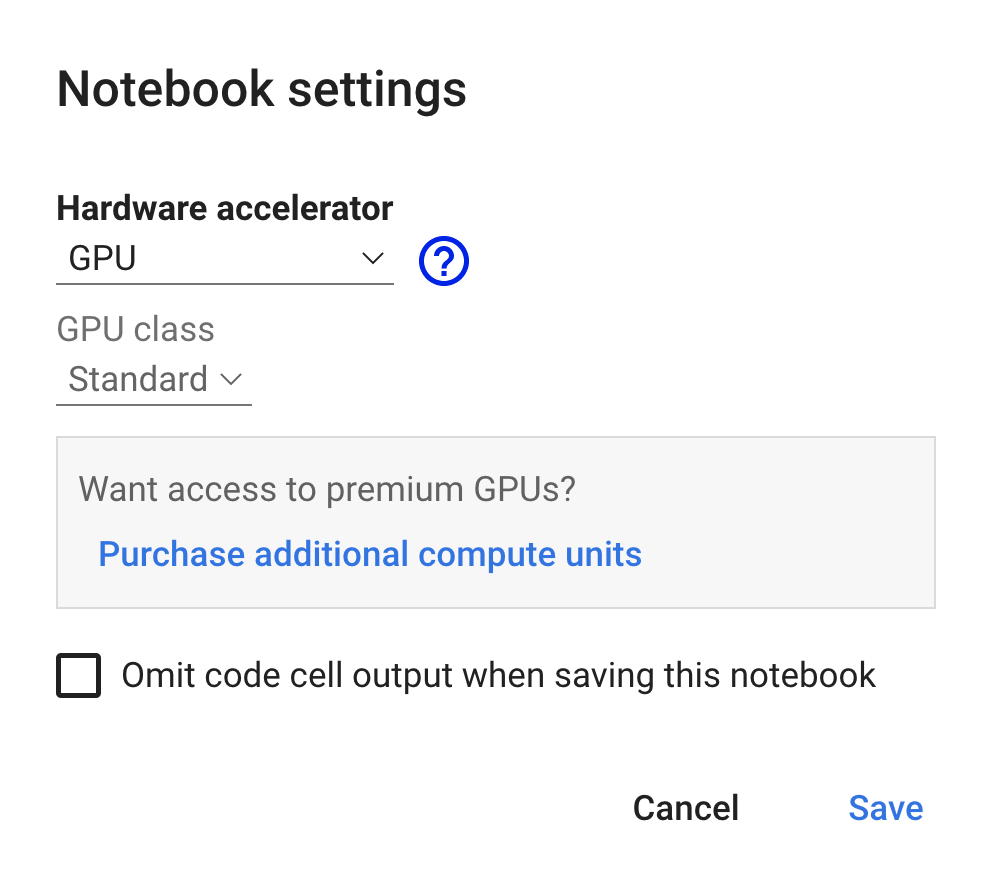 Notebook settings
Hardware accelerator
GPU
?
GPU class
Standard
Want access to premium GPUs?
Purchase additional compute units
Omit code cell output when saving this notebook
Cancel Save